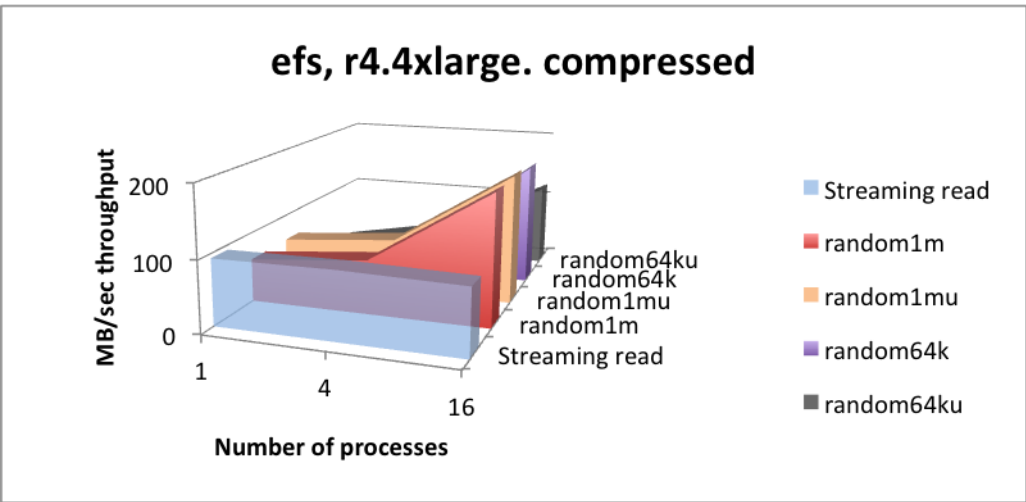 efs, r4.4xlarge. compressed
MB/sec throughput
200
100
0
1
4
16
Number of processes
random64ku
random64k
random1mu
random1m
Streaming read
Streaming read
random1m
random1mu
random64k
random64ku